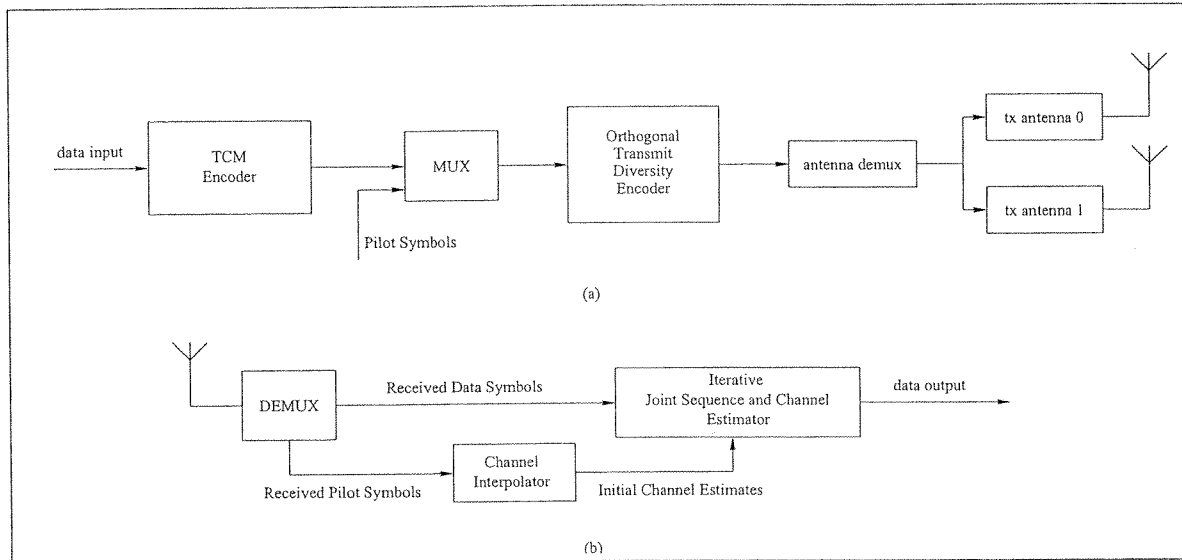 data input
TCM
Encoder
MUX
Pilot Symbols
Orthogonal
Transmit
Diversity
Encoder
antenna demux
tx antenna 0
tx antenna 1
(a)
DEMUX
Received Data Symbols
Received Pilot Symbols
Channel
Interpolator
Initial Channel Estimates
Iterative
Joint Sequence and Channel
Estimator
data output
(b)